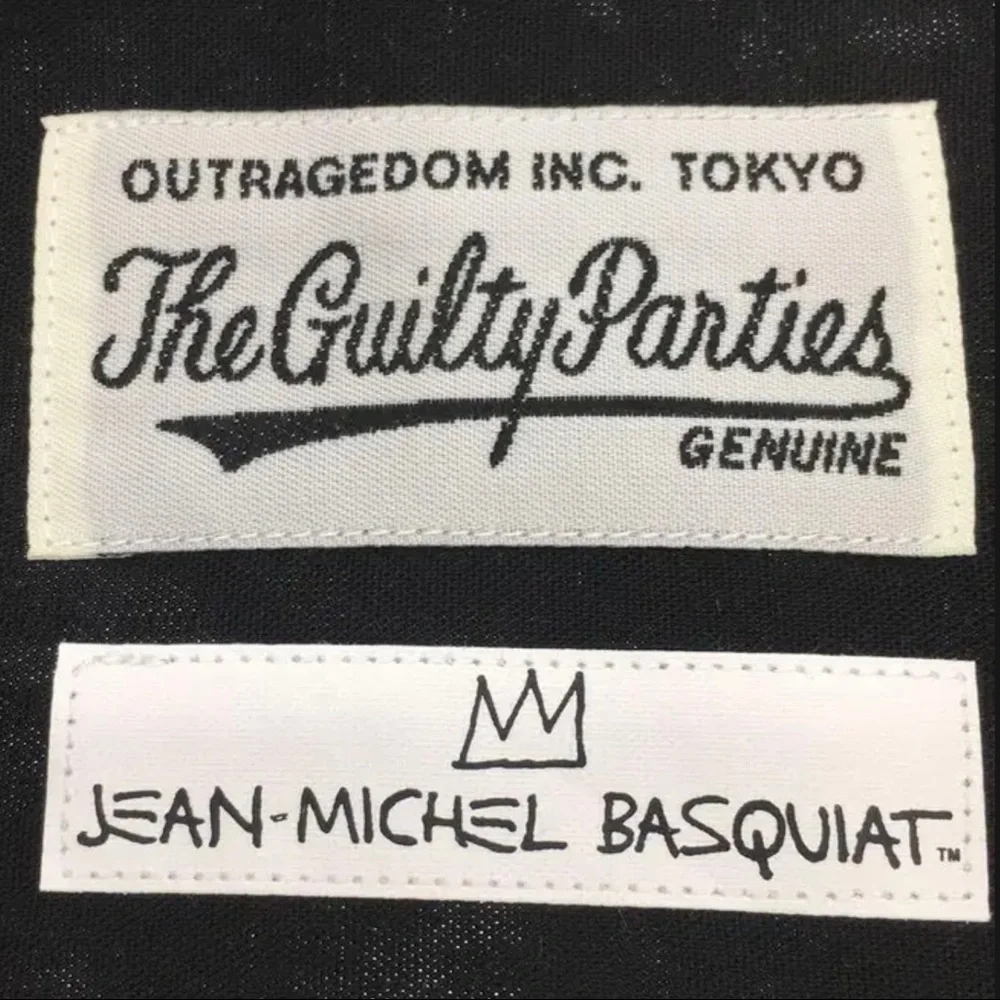 OUTRAGEDOM INC. TOKYO
The Guilty Parties
GENUINE
JEAN-MICHEL BASQUIAT™